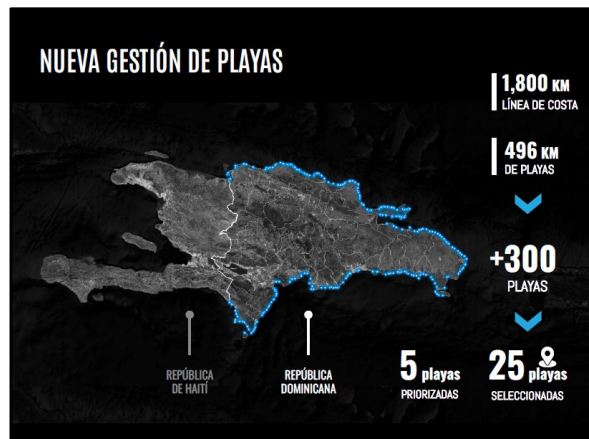 NUEVA GESTIÓN DE PLAYAS
1,800 KM
LÍNEA DE COSTA
496 KM
DE PLAYAS
+300
PLAYAS
REPÚBLICA
DE HAITÍ
REPÚBLICA
DOMINICANA
5 playas
PRIORIZADAS
25 playas
SELECCIONADAS